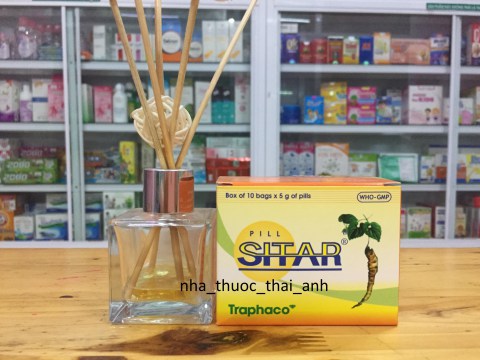 Box of 10 bags x 5 g of pills
WHO-GMP
PILL
SITAR®
nha_thuoc_thai_anh
Traphaco